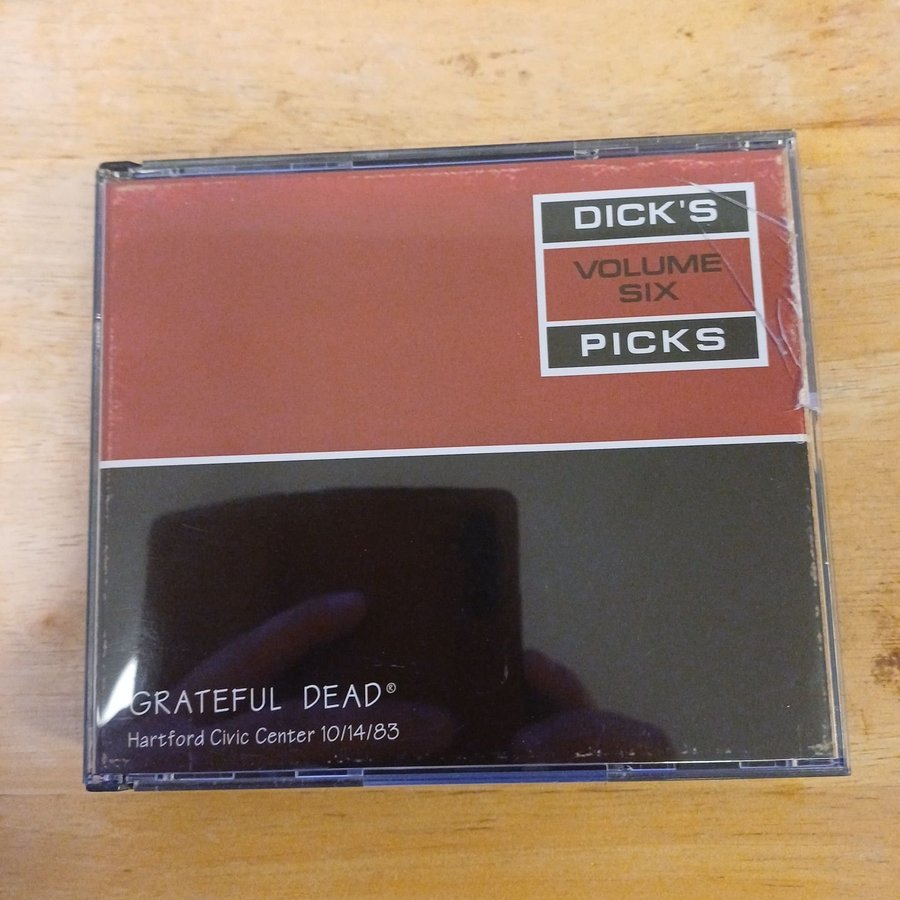 DICK'S
VOLUME
SIX
PICKS
GRATEFUL DEAD®
Hartford Civic Center 10/14/83